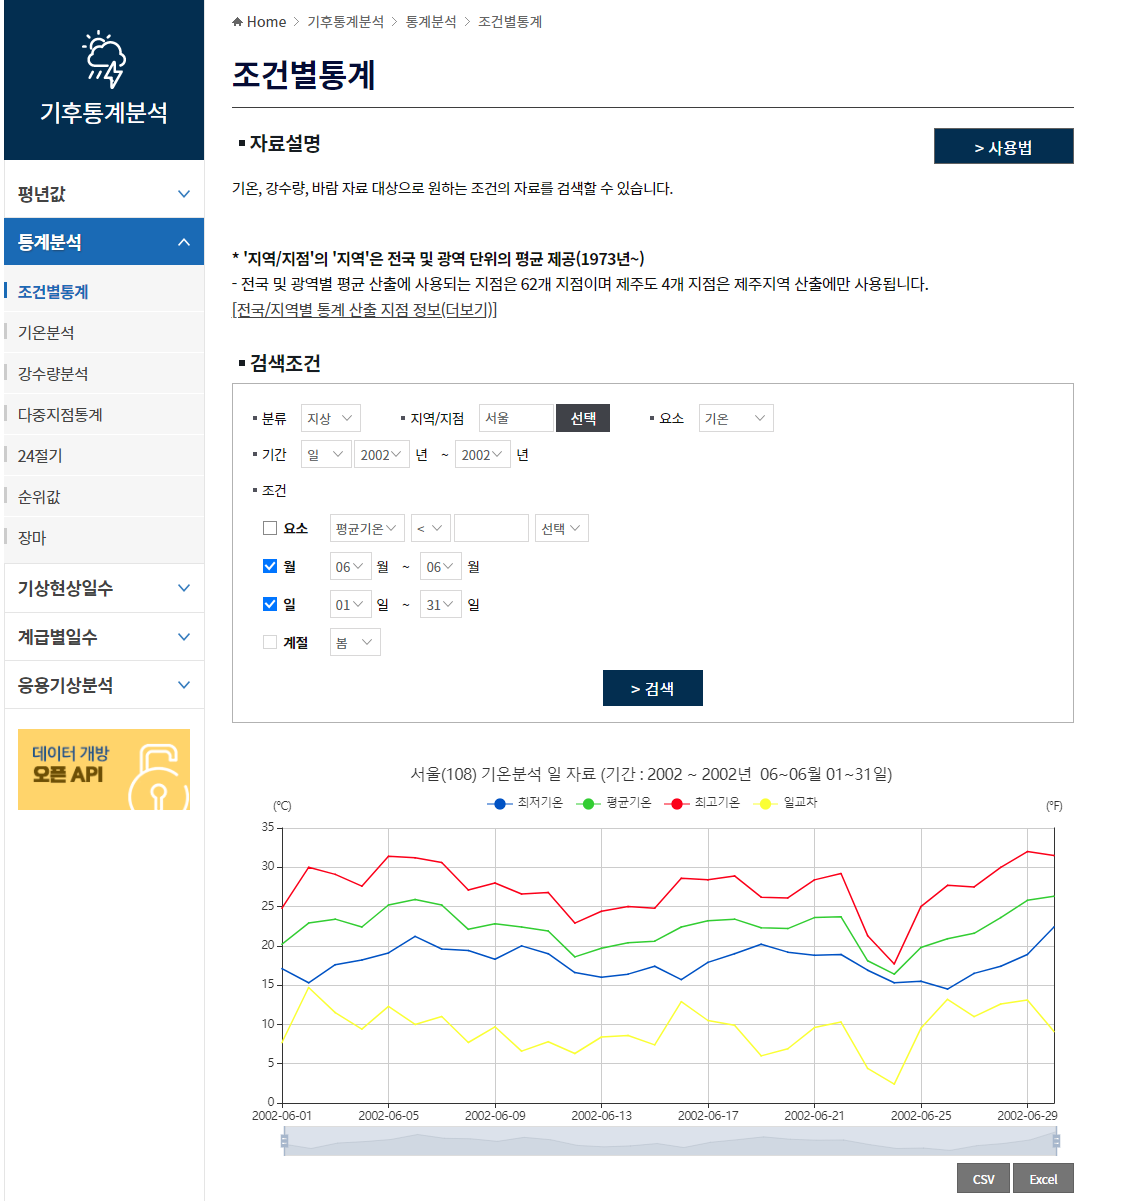 기후통계분석
평년값
통계분석
조건별통계
기온분석
강수량분석
다중지점통계
24절기
순위값
장마
기상현상일수
계급별일수
응용기상분석
데이터 개방
오픈 API
Home > 기후통계분석 > 통계분석 > 조건별통계
조건별통계
자료설명
> 사용법
기온, 강수량, 바람 자료 대상으로 원하는 조건의 자료를 검색할 수 있습니다.
* '지역/지점'의 '지역'은 전국 및 광역 단위의 평균 제공(1973년~)
- 전국 및 광역별 평균 산출에 사용되는 지점은 62개 지점이며 제주도 4개 지점은 제주지역 산출에만 사용됩니다.
[전국/지역별 통계 산출 지점 정보(더보기)]
검색조건
분류 지상 지역/지점 서울 선택 요소 기온
기간 일 2002 년 ~ 2002 년
조건
요소 평균기온 < 선택
월 06 월 ~ 06 월
일 01 일 ~ 31 일
계절 봄
> 검색
서울(108) 기온분석 일 자료 (기간 : 2002 ~ 2002년 06~06월 01~31일)
최저기온 평균기온 최고기온 일교차
(℃) (℉)
35
30
25
20
15
10
5
0
2002-06-01 2002-06-05 2002-06-09 2002-06-13 2002-06-17 2002-06-21 2002-06-25 2002-06-29
CSV Excel